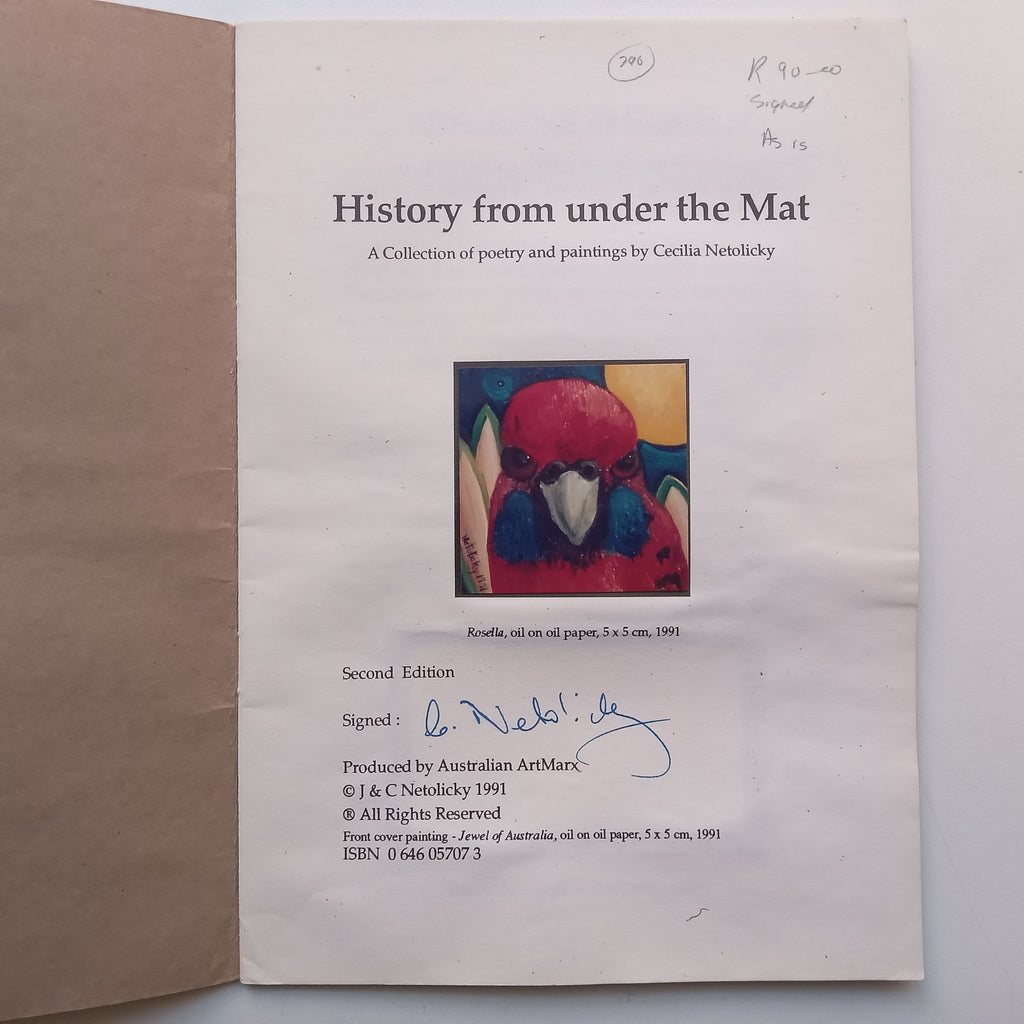 290
R 90-00
Signed
As is
History from under the Mat
A Collection of poetry and paintings by Cecilia Netolicky
Netolicky
Rosella, oil on oil paper, 5 x 5 cm, 1991
Second Edition
Signed : C. Netolicky
Produced by Australian ArtMarx
© J & C Netolicky 1991
® All Rights Reserved
Front cover painting - Jewel of Australia, oil on oil paper, 5 x 5 cm, 1991
ISBN 0 646 05707 3